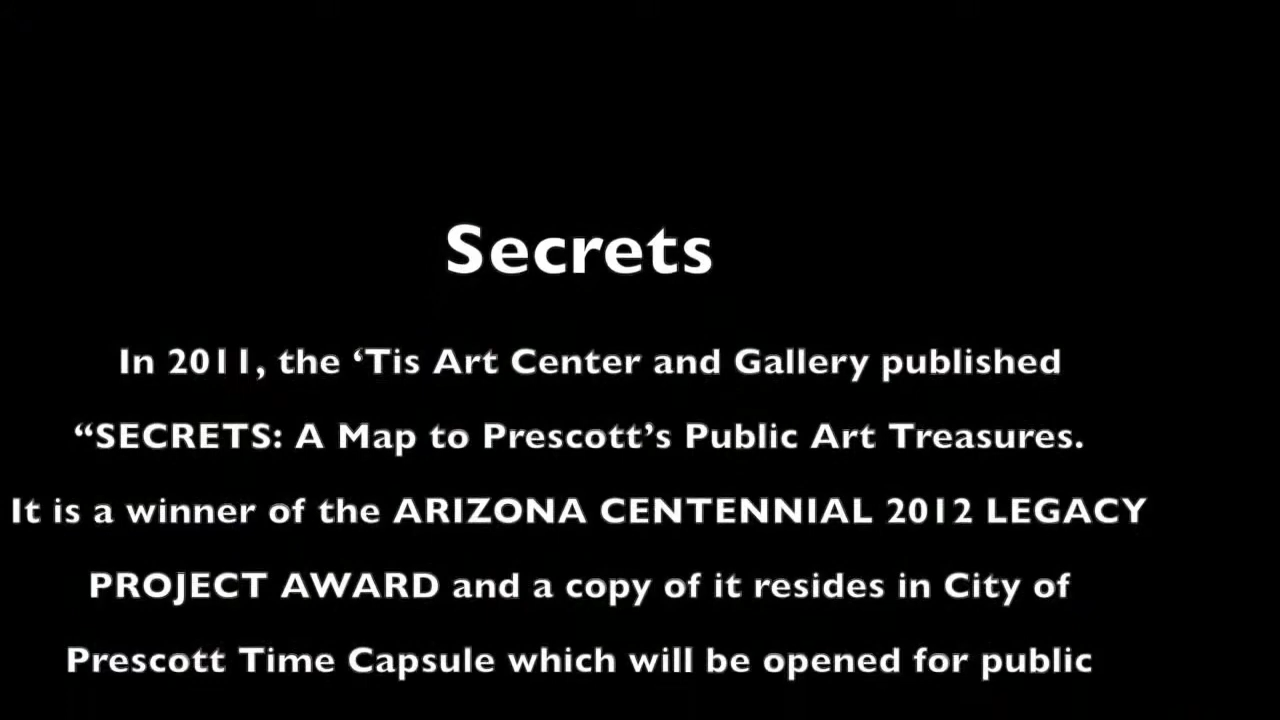 Secrets
In 2011, the ‘Tis Art Center and Gallery published
“SECRETS: A Map to Prescott’s Public Art Treasures.
It is a winner of the ARIZONA CENTENNIAL 2012 LEGACY
PROJECT AWARD and a copy of it resides in City of
Prescott Time Capsule which will be opened for public